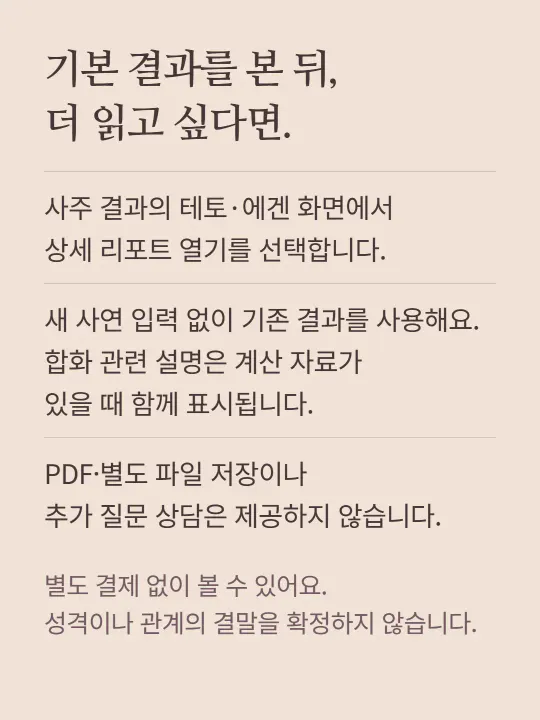 기본 결과를 본 뒤,
더 읽고 싶다면.
사주 결과의 테토·에겐 화면에서
상세 리포트 열기를 선택합니다.
새 사연 입력 없이 기존 결과를 사용해요.
합화 관련 설명은 계산 자료가
있을 때 함께 표시됩니다.
PDF·별도 파일 저장이나
추가 질문 상담은 제공하지 않습니다.
별도 결제 없이 볼 수 있어요.
성격이나 관계의 결말을 확정하지 않습니다.